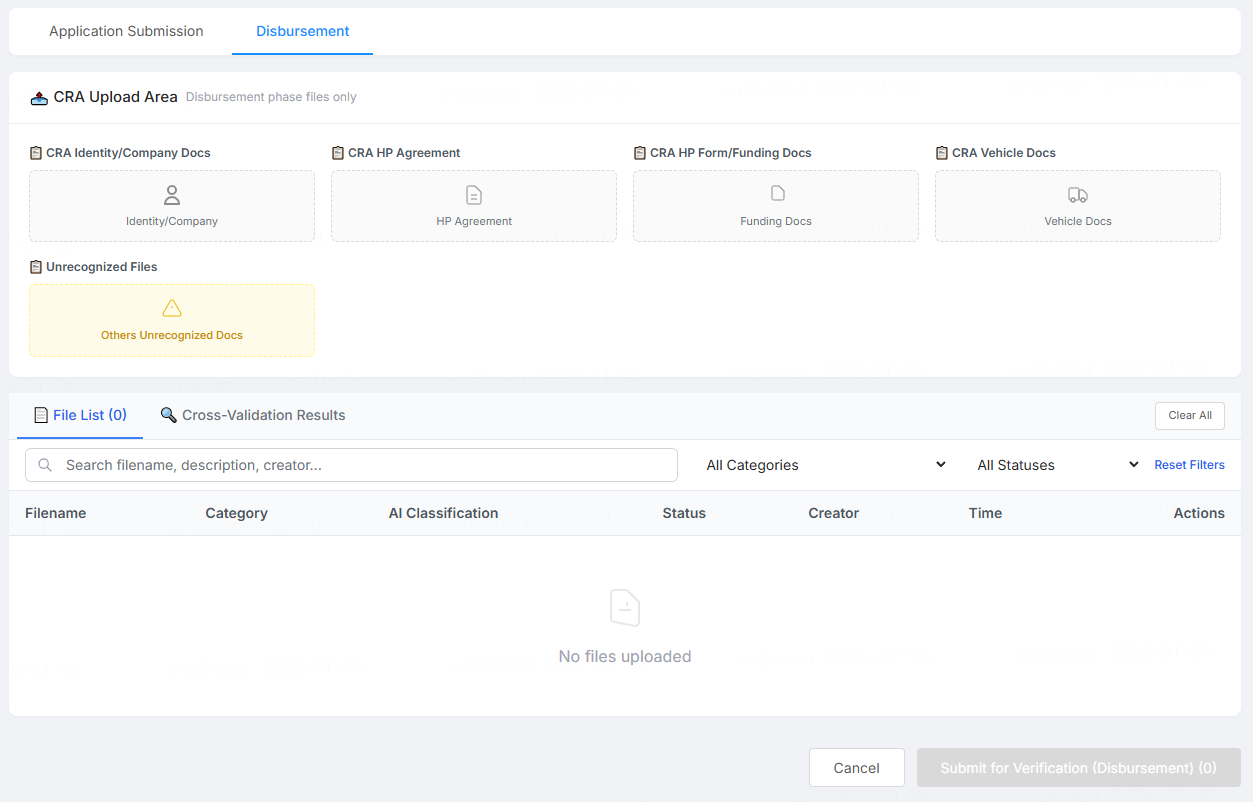 Application Submission
Disbursement
CRA Upload Area Disbursement phase files only
CRA Identity/Company Docs
Identity/Company
CRA HP Agreement
HP Agreement
CRA HP Form/Funding Docs
Funding Docs
CRA Vehicle Docs
Vehicle Docs
Unrecognized Files
Others Unrecognized Docs
File List (0)
Cross-Validation Results
Clear All
Search filename, description, creator...
All Categories
All Statuses
Reset Filters
Filename Category AI Classification Status Creator Time Actions
No files uploaded
Cancel
Submit for Verification (Disbursement) (0)